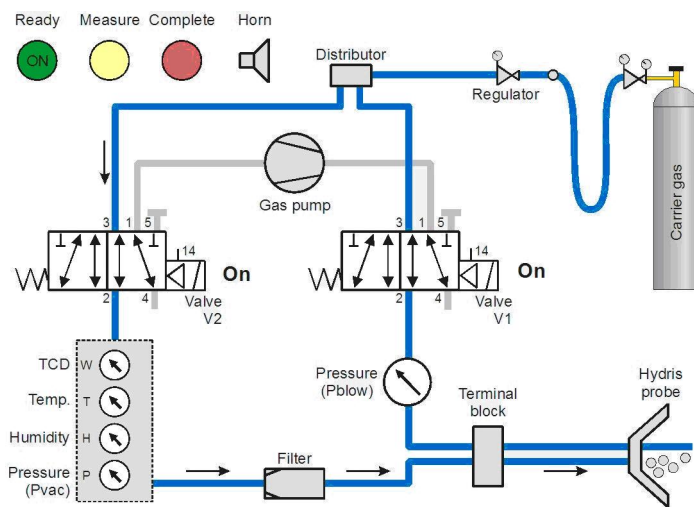 Ready
Measure
Complete
Horn
ON
Distributor
Regulator
Carrier gas
Gas pump
3
1
5
14
2
4
On
Valve
V2
3
1
5
14
2
4
On
Valve
V1
TCD W
Temp. T
Humidity H
Pressure P
(Pvac)
Pressure
(Pblow)
Filter
Terminal
block
Hydris
probe